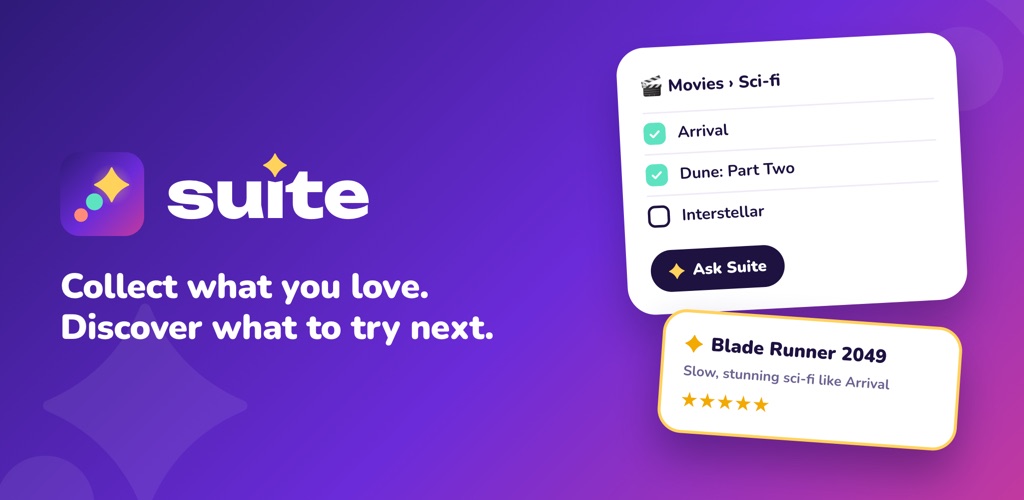 suite
Collect what you love.
Discover what to try next.
🎬 Movies › Sci-fi
Arrival
Dune: Part Two
Interstellar
Ask Suite
Blade Runner 2049
Slow, stunning sci-fi like Arrival
★★★★★